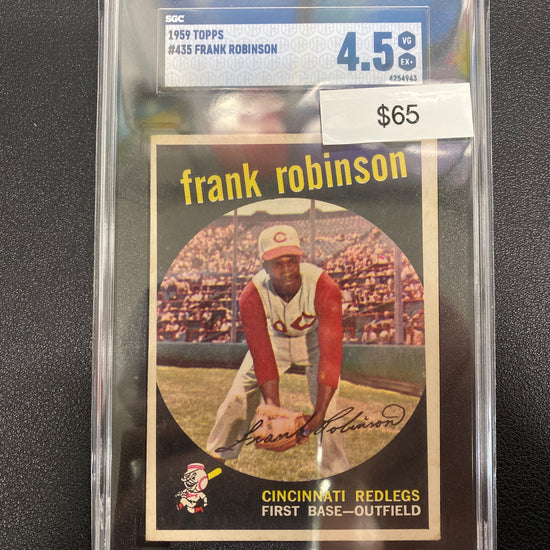 SGC
1959 TOPPS
#435 FRANK ROBINSON
4.5
VG
EX+
4254943
$65
frank robinson
C
C
Frank Robinson
CINCINNATI REDLEGS
FIRST BASE—OUTFIELD